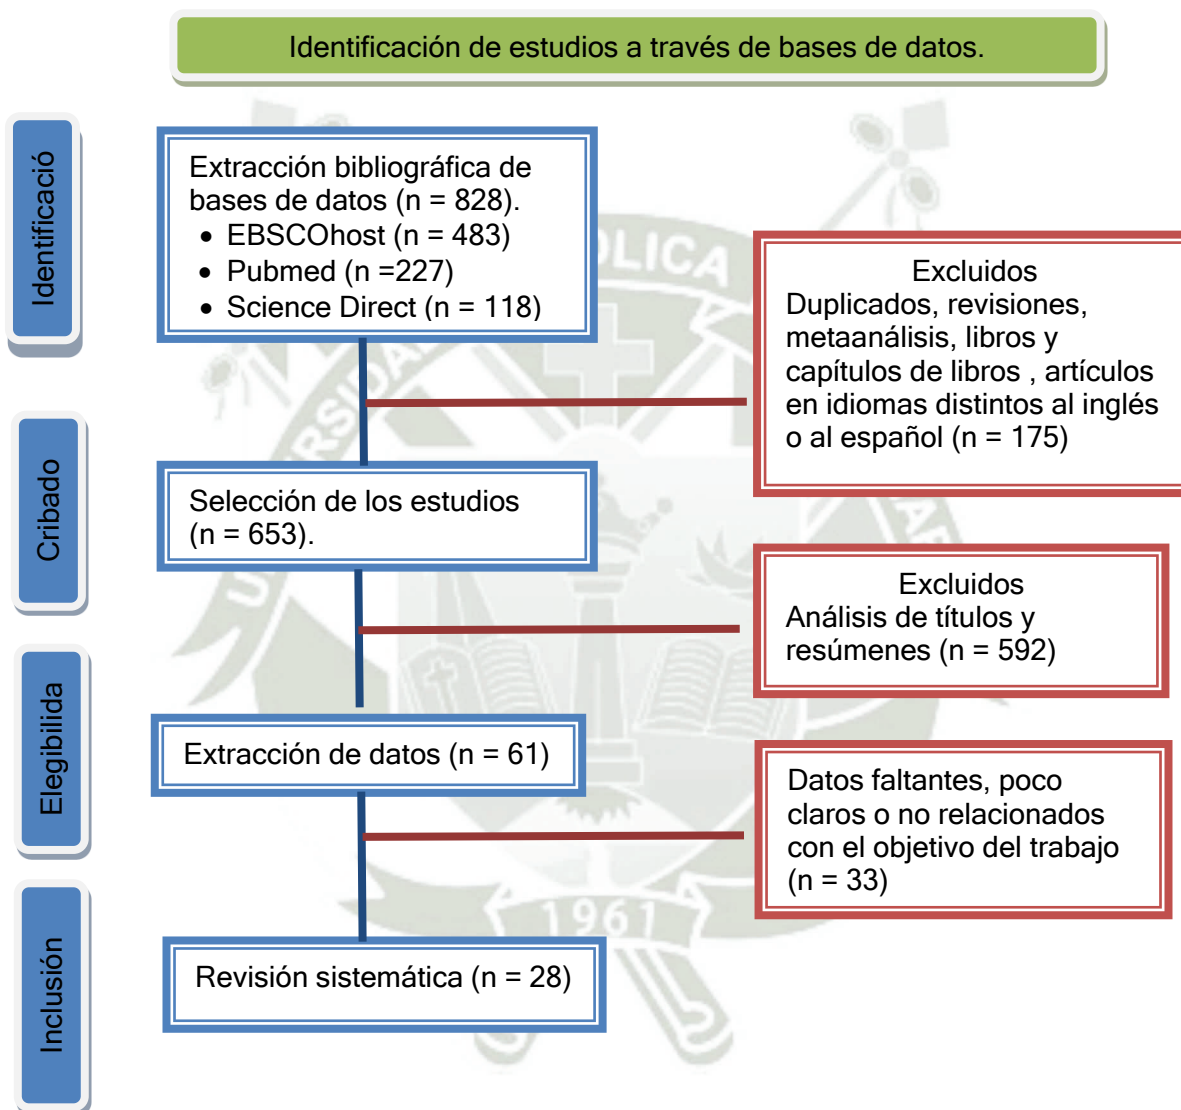 Identificación de estudios a través de bases de datos.
Identificació
Extracción bibliográfica de
bases de datos (n = 828).
• EBSCOhost (n = 483)
• Pubmed (n =227)
• Science Direct (n = 118)
Excluidos
Duplicados, revisiones,
metaanálisis, libros y
capítulos de libros , artículos
en idiomas distintos al inglés
o al español (n = 175)
Cribado
Selección de los estudios
(n = 653).
Excluidos
Análisis de títulos y
resúmenes (n = 592)
Elegibilida
Extracción de datos (n = 61)
Datos faltantes, poco
claros o no relacionados
con el objetivo del trabajo
(n = 33)
Inclusión
Revisión sistemática (n = 28)
1961